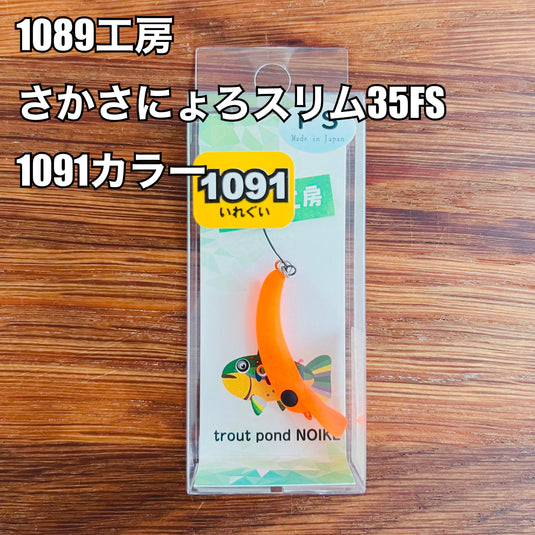 1089工房
さかさにょろスリム35FS
1091カラー
Made in Japan
1091
いれぐい
房
trout pond NOIKE